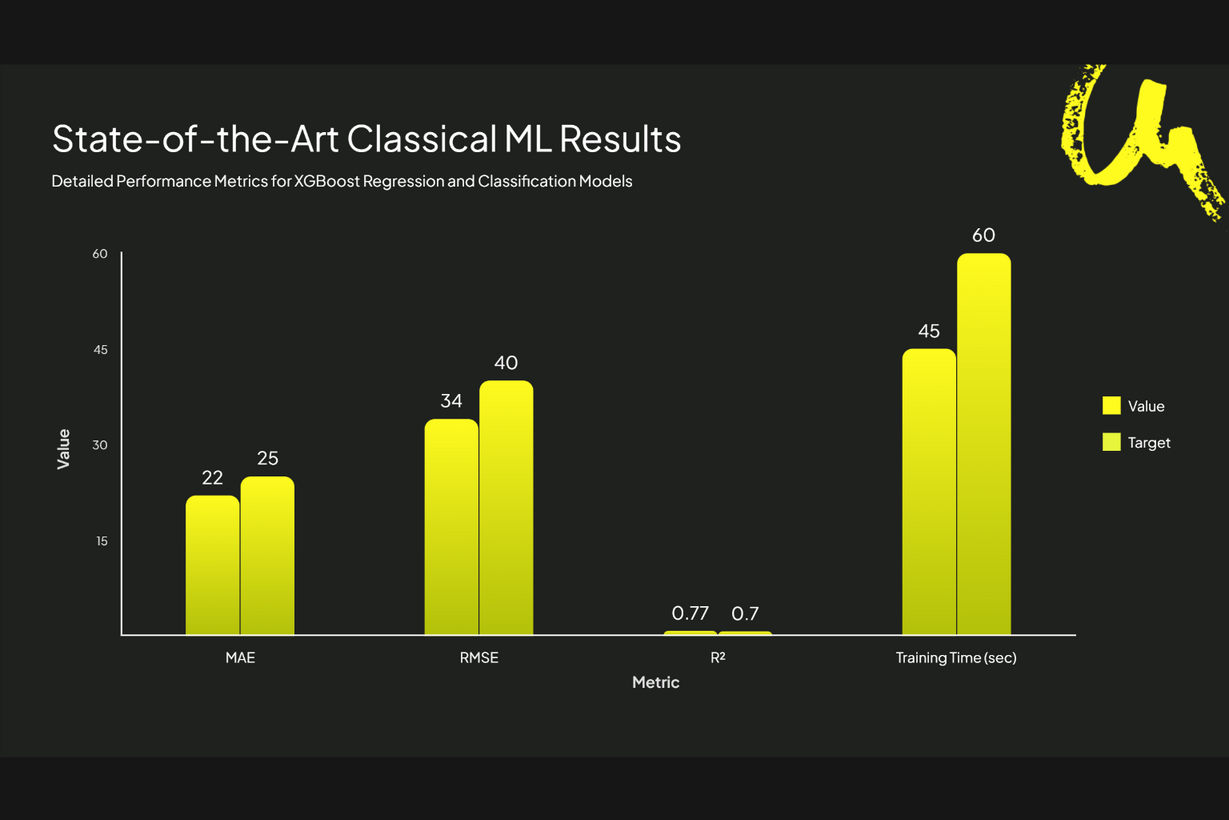 State-of-the-Art Classical ML Results
Detailed Performance Metrics for XGBoost Regression and Classification Models
60
45
30
15
Value
22
25
34
40
0.77
0.7
45
60
MAE
RMSE
R²
Training Time (sec)
Metric
Value
Target